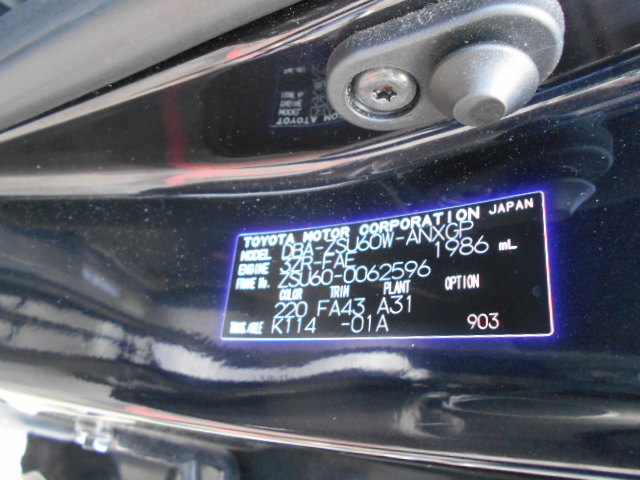 TOYOTA MOTOR CORPORATION JAPAN
MODEL DBA-ZSU60W-ANXGP
ENGINE 3ZR-FAE 1986 mL
FRAME No. ZSU60-0062596
COLOR TRIM PLANT OPTION
220 FA43 A31
TRANS./AXLE K114 -01A 903